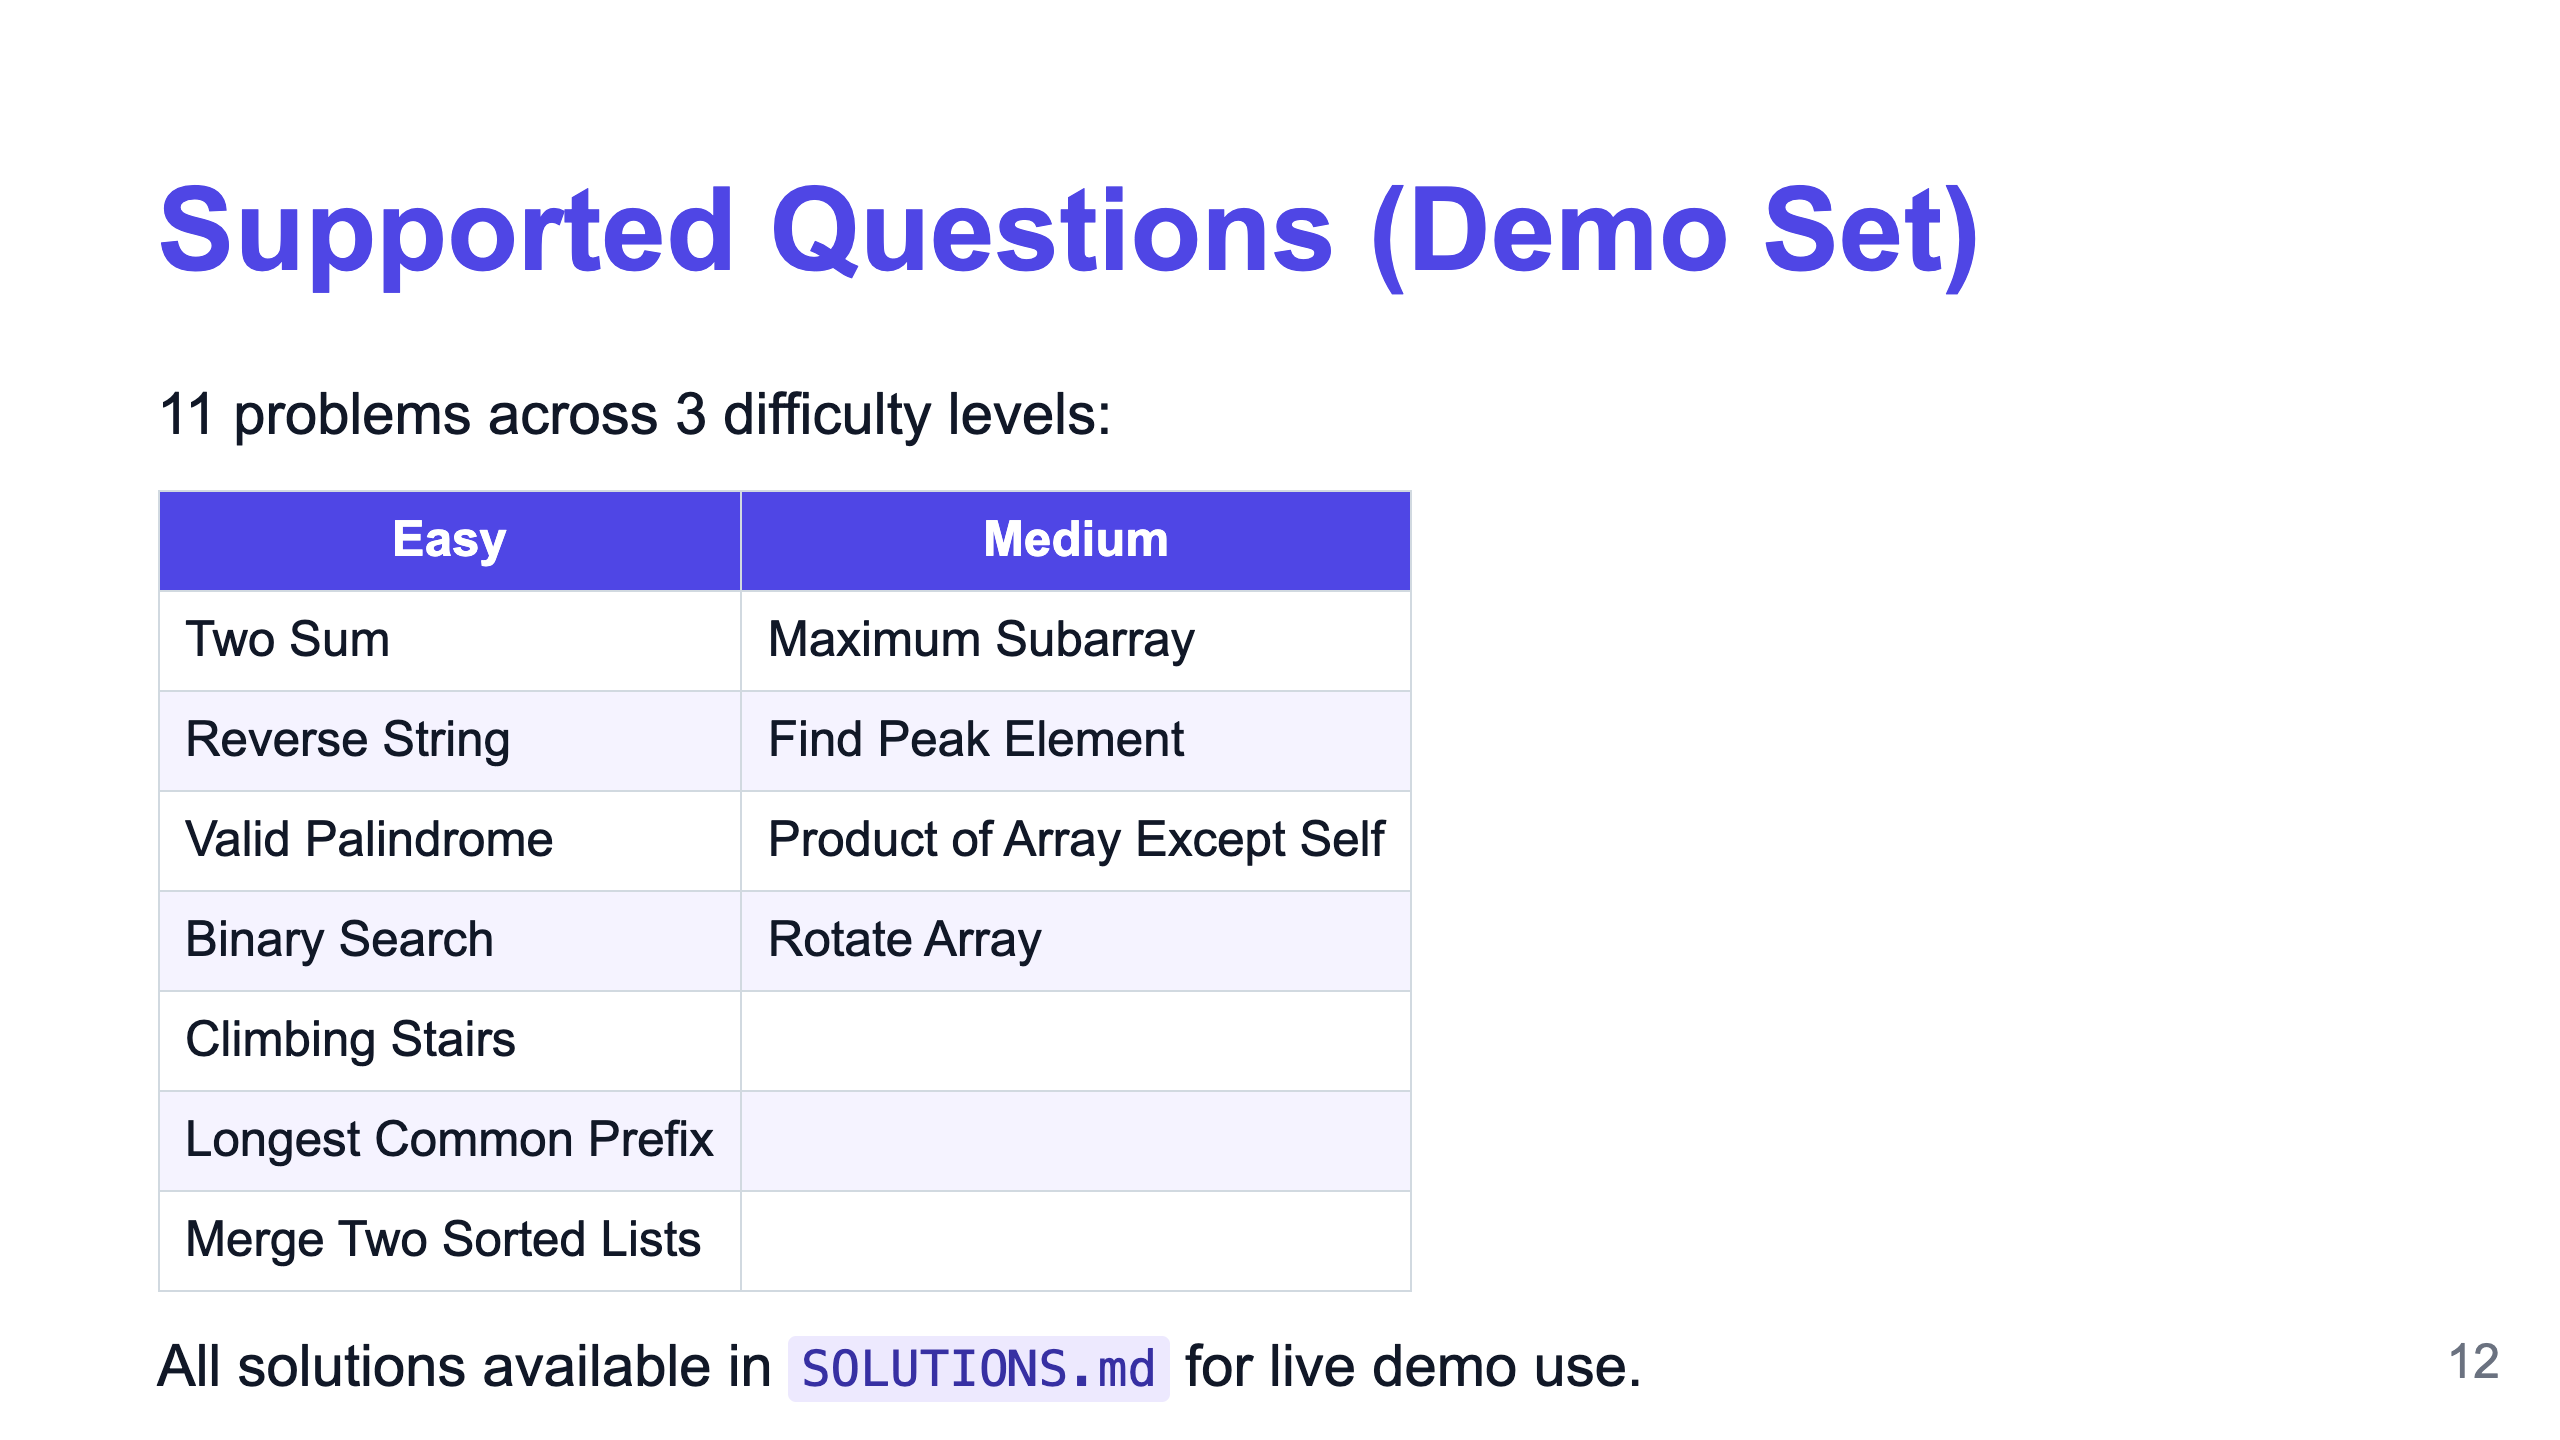 Supported Questions (Demo Set)
11 problems across 3 difficulty levels:
Easy Medium
Two Sum Maximum Subarray
Reverse String Find Peak Element
Valid Palindrome Product of Array Except Self
Binary Search Rotate Array
Climbing Stairs
Longest Common Prefix
Merge Two Sorted Lists
All solutions available in SOLUTIONS.md for live demo use.
12